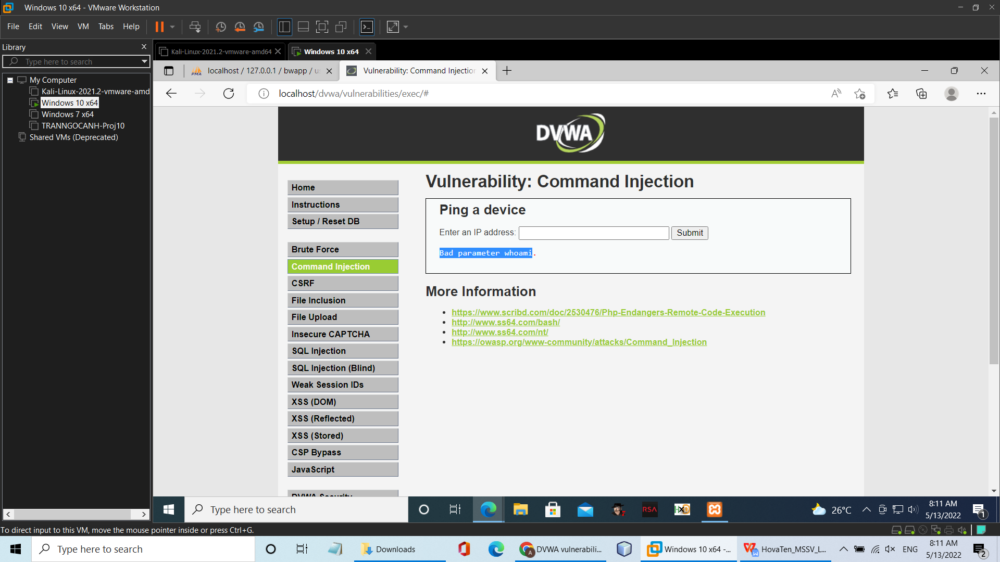 Windows 10 x64 - VMware Workstation
File Edit View VM Tabs Help
Library
Type here to search
My Computer
Kali-Linux-2021.2-vmware-amd
Windows 10 x64
Windows 7 x64
TRANNGOCANH-Proj10
Shared VMs (Deprecated)
Kali-Linux-2021.2-vmware-amd64
Windows 10 x64
PMA
localhost / 127.0.0.1 / bwapp / us
Vulnerability: Command Injection
localhost/dvwa/vulnerabilities/exec/#
DVWA
Home
Instructions
Setup / Reset DB
Brute Force
Command Injection
CSRF
File Inclusion
File Upload
Insecure CAPTCHA
SQL Injection
SQL Injection (Blind)
Weak Session IDs
XSS (DOM)
XSS (Reflected)
XSS (Stored)
CSP Bypass
JavaScript
DVWA Security
Vulnerability: Command Injection
Ping a device
Enter an IP address:
Submit
Bad parameter whoami.
More Information
https://www.scribd.com/doc/2530476/Php-Endangers-Remote-Code-Execution
http://www.ss64.com/bash/
http://www.ss64.com/nt/
https://owasp.org/www-community/attacks/Command_Injection
Type here to search
RSA
HXD
26°C
8:11 AM
5/13/2022
1
To direct input to this VM, move the mouse pointer inside or press Ctrl+G.
Type here to search
Downloads
DVWA vulnerabili...
Windows 10 x64 -...
HovaTen_MSSV_L...
ENG
8:11 AM
5/13/2022
2